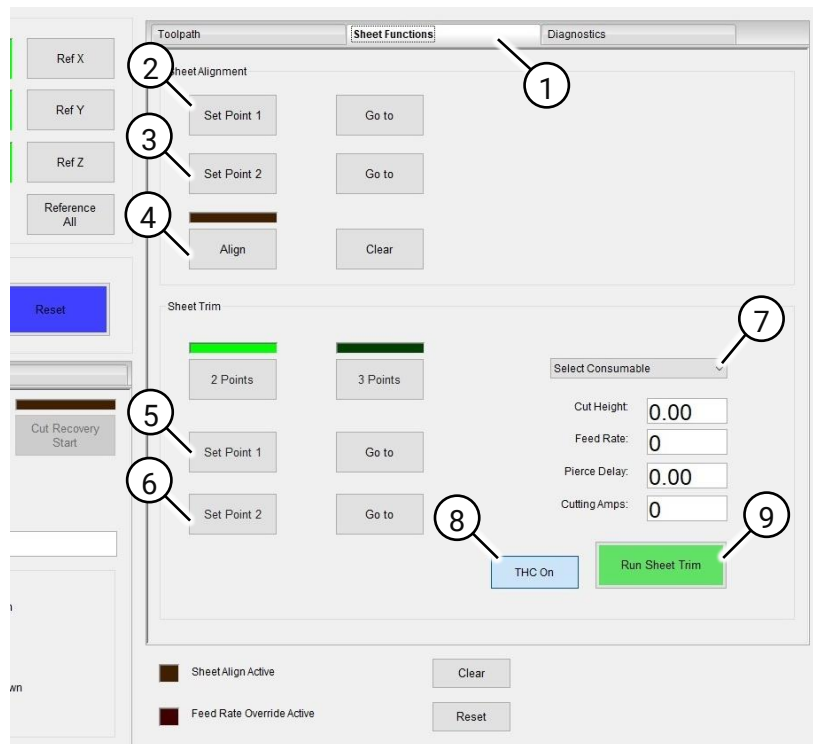 Toolpath
Sheet Functions
Diagnostics
1
Ref X
Ref Y
Ref Z
Reference
All
Reset
Cut Recovery
Start
wn
2
Sheet Alignment
Set Point 1
Go to
3
Set Point 2
Go to
4
Align
Clear
Sheet Trim
2 Points
3 Points
5
Set Point 1
Go to
6
Set Point 2
Go to
7
Select Consumable
Cut Height:
0.00
Feed Rate:
0
Pierce Delay:
0.00
Cutting Amps:
0
8
THC On
9
Run Sheet Trim
Sheet Align Active
Clear
Feed Rate Override Active
Reset